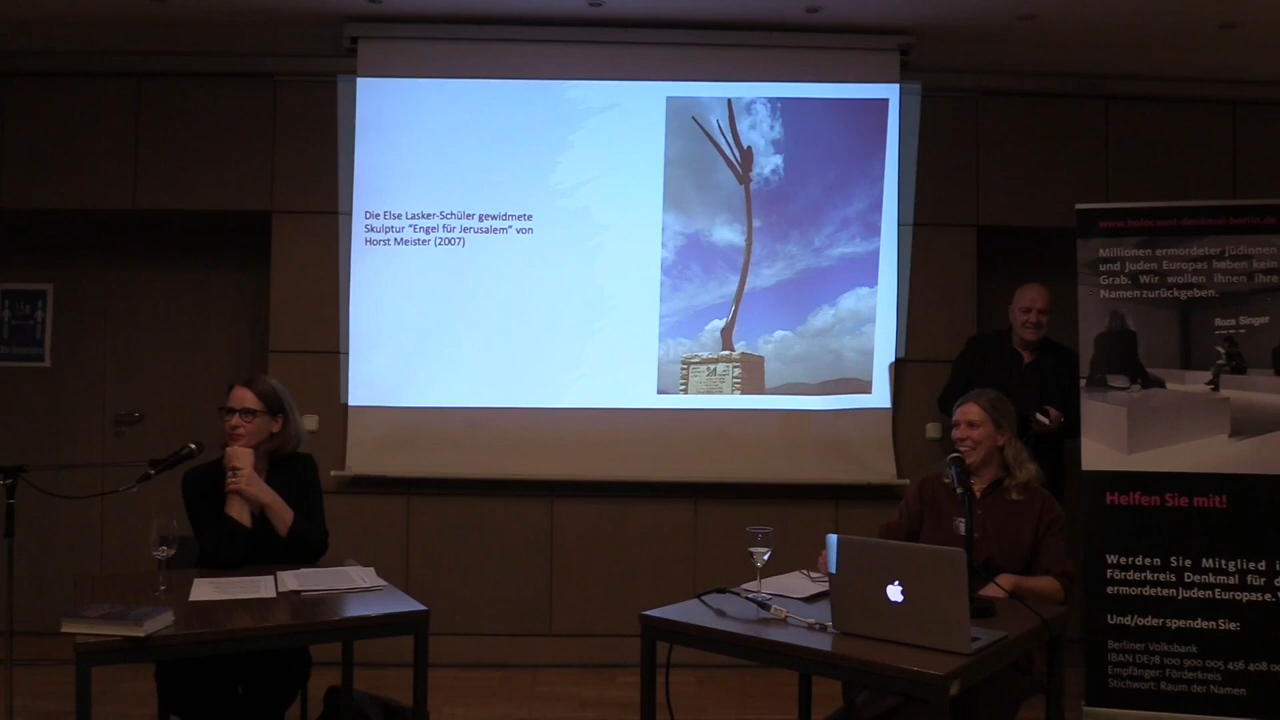 Die Else Lasker-Schüler gewidmete
Skulptur "Engel für Jerusalem" von
Horst Meister (2007)
www.holocaust-denkmal-berlin.de
Millionen ermordeter Jüdinnen
und Juden Europas haben kein
Grab. Wir wollen ihnen ihre
Namen zurückgeben.
Roza Singer
Helfen Sie mit!
Werden Sie Mitglied i
Förderkreis Denkmal für d
ermordeten Juden Europas e.
Und/oder spenden Sie:
Berliner Volksbank
IBAN DE78 100 900 005 456 408 00
Empfänger: Förderkreis
Stichwort: Raum der Namen